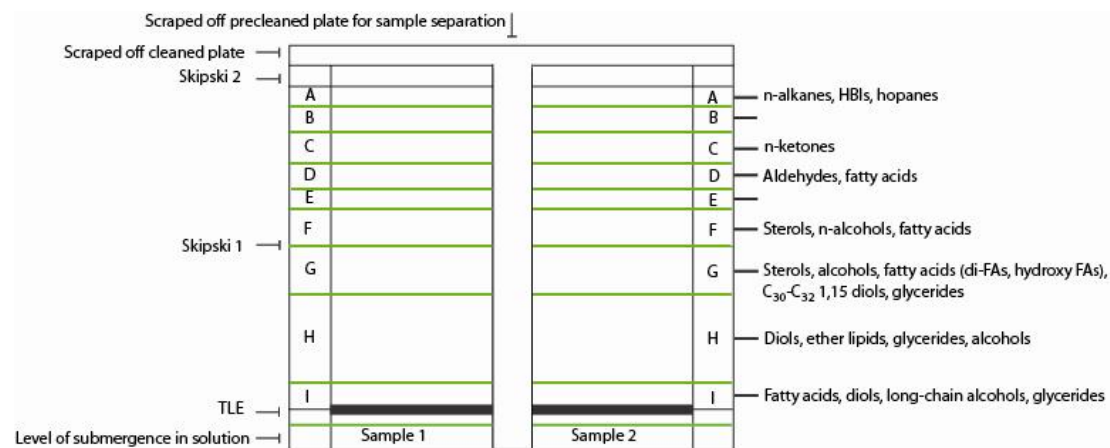 Scraped off precleaned plate for sample separation
Scraped off cleaned plate
Skipski 2
A A n-alkanes, HBIs, hopanes
B B
C C n-ketones
D D Aldehydes, fatty acids
E E
F F Sterols, n-alcohols, fatty acids
Skipski 1
G G Sterols, alcohols, fatty acids (di-FAs, hydroxy FAs),
C₃₀-C₃₂ 1,15 diols, glycerides
H H Diols, ether lipids, glycerides, alcohols
I I Fatty acids, diols, long-chain alcohols, glycerides
TLE
Level of submergence in solution Sample 1 Sample 2